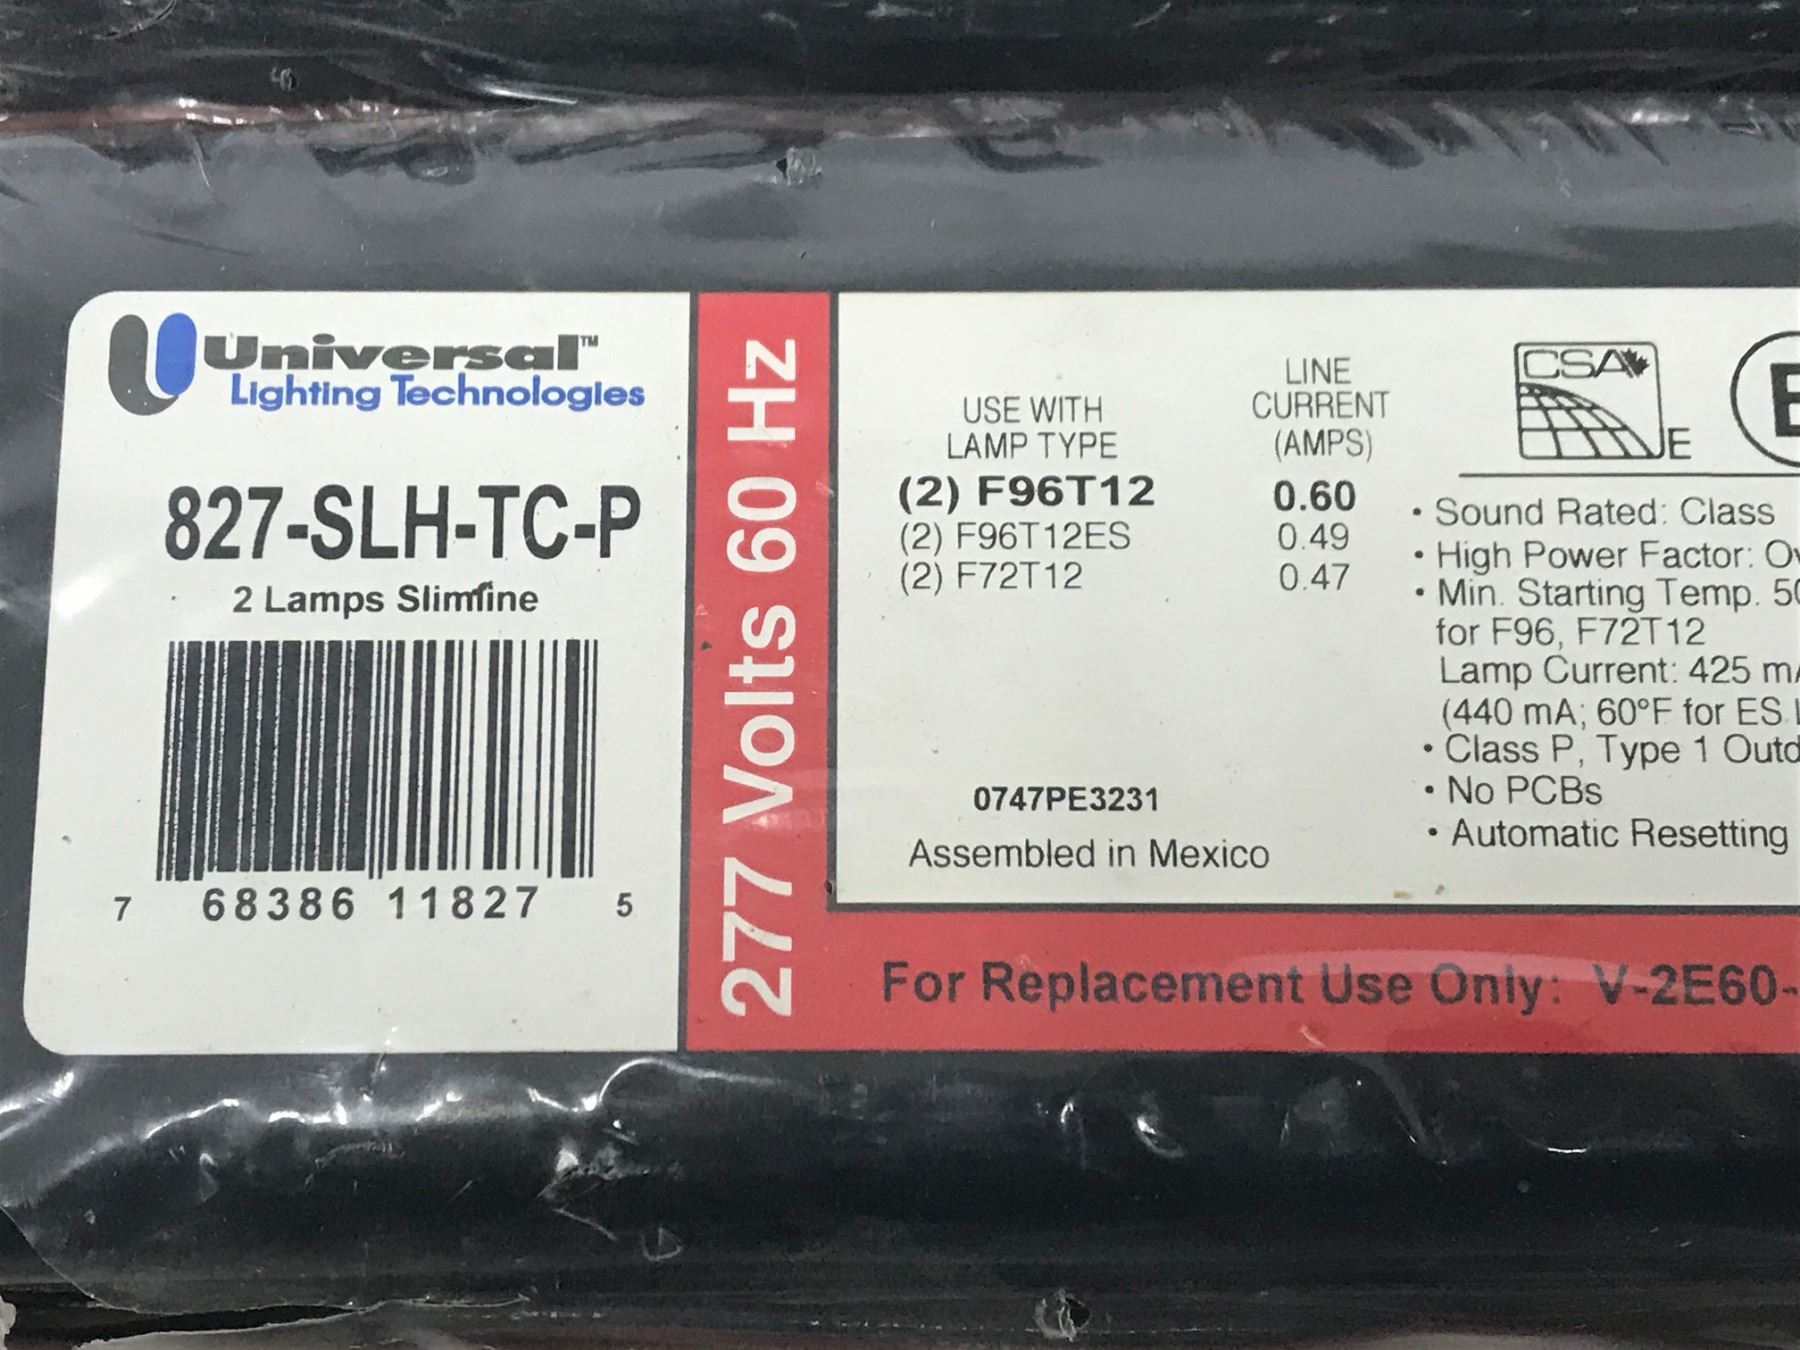 Universal™
Lighting Technologies
827-SLH-TC-P
2 Lamps Slimline
7 68386 11827 5
277 Volts 60 Hz
USE WITH
LAMP TYPE
LINE
CURRENT
(AMPS)
(2) F96T12 0.60
(2) F96T12ES 0.49
(2) F72T12 0.47
0747PE3231
Assembled in Mexico
CSA
E
E
• Sound Rated: Class
• High Power Factor:
• Min. Starting Temp.
for F96, F72T12
Lamp Current: 425
(440 mA; 60°F for ES
• Class P, Type 1
• No PCBs
• Automatic Resetting
For Replacement Use Only: V-2E60-